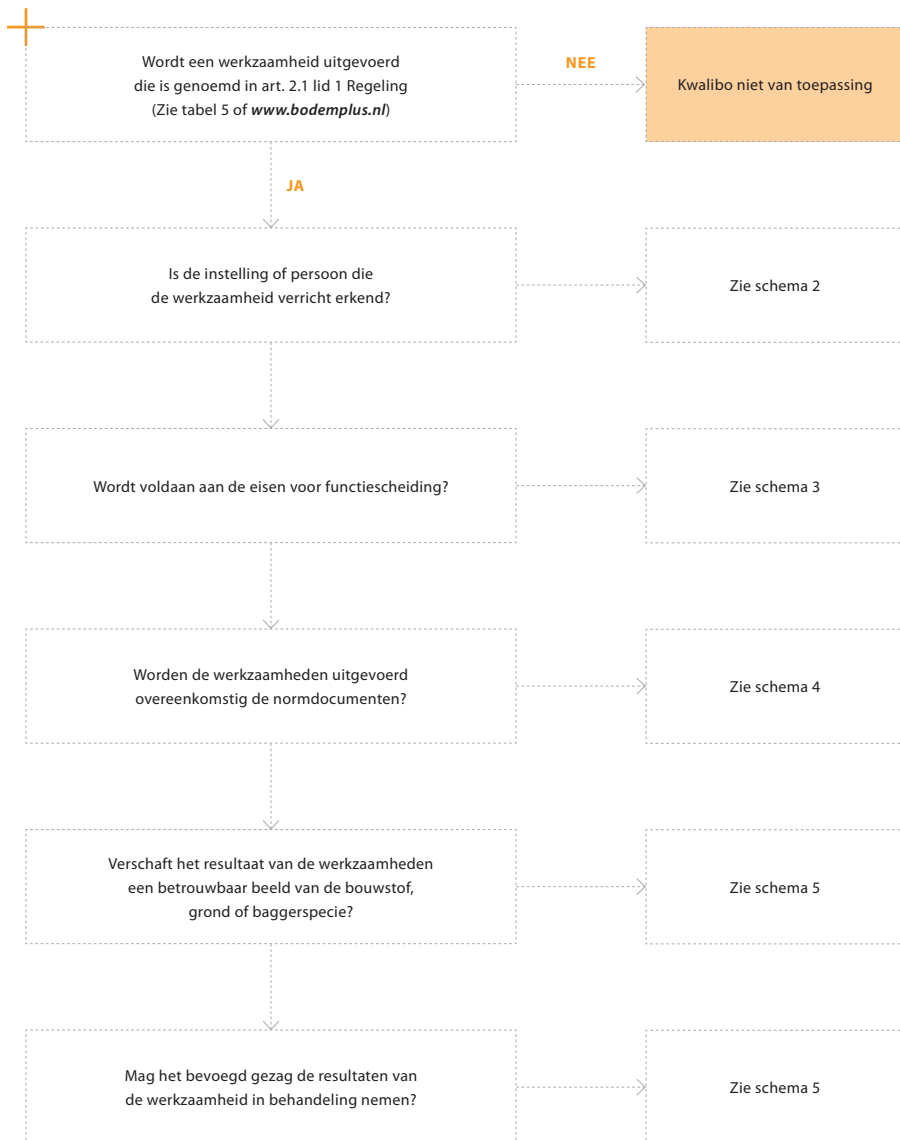 Wordt een werkzaamheid uitgevoerd
die is genoemd in art. 2.1 lid 1 Regeling
(Zie tabel 5 of www.bodemplus.nl)
NEE
Kwalibo niet van toepassing
JA
Is de instelling of persoon die
de werkzaamheid verricht erkend?
Zie schema 2
Wordt voldaan aan de eisen voor functiescheiding?
Zie schema 3
Worden de werkzaamheden uitgevoerd
overeenkomstig de normdocumenten?
Zie schema 4
Verschaft het resultaat van de werkzaamheden
een betrouwbaar beeld van de bouwstof,
grond of baggerspecie?
Zie schema 5
Mag het bevoegd gezag de resultaten van
de werkzaamheid in behandeling nemen?
Zie schema 5